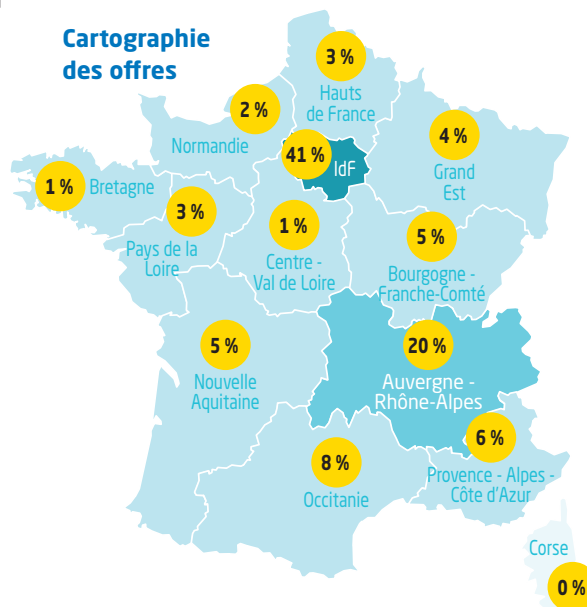 Cartographie
des offres
3 %
Hauts
de France
2 %
Normandie
41 %
IdF
4 %
Grand
Est
1 %
Bretagne
3 %
Pays de la
Loire
1 %
Centre -
Val de Loire
5 %
Bourgogne -
Franche-Comté
5 %
Nouvelle
Aquitaine
20 %
Auvergne -
Rhône-Alpes
6 %
Provence - Alpes -
Côte d'Azur
8 %
Occitanie
Corse
0 %